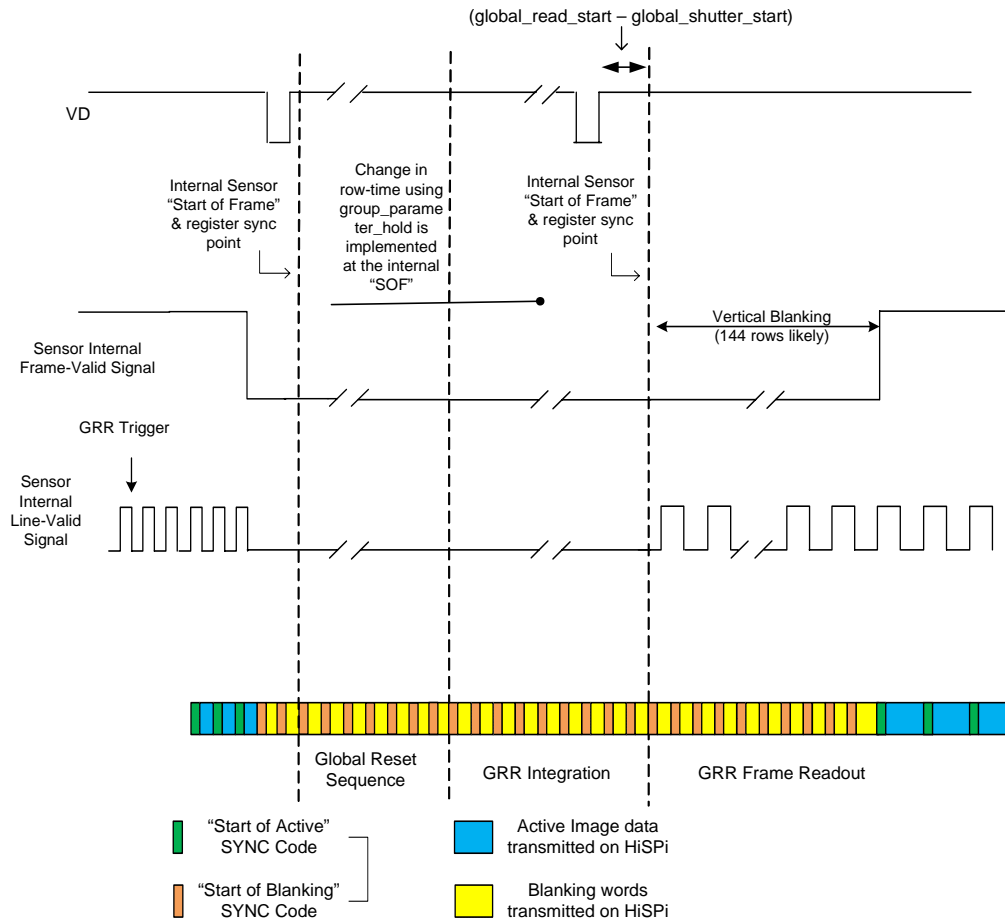 (global_read_start – global_shutter_start)
VD
Internal Sensor
“Start of Frame”
& register sync
point
Change in
row-time using
group_parame
ter_hold is
implemented
at the internal
“SOF”
Internal Sensor
“Start of Frame”
& register sync
point
Vertical Blanking
(144 rows likely)
Sensor Internal
Frame-Valid Signal
GRR Trigger
Sensor
Internal
Line-Valid
Signal
Global Reset
Sequence
GRR Integration
GRR Frame Readout
“Start of Active”
SYNC Code
Active Image data
transmitted on HiSPi
“Start of Blanking”
SYNC Code
Blanking words
transmitted on HiSPi